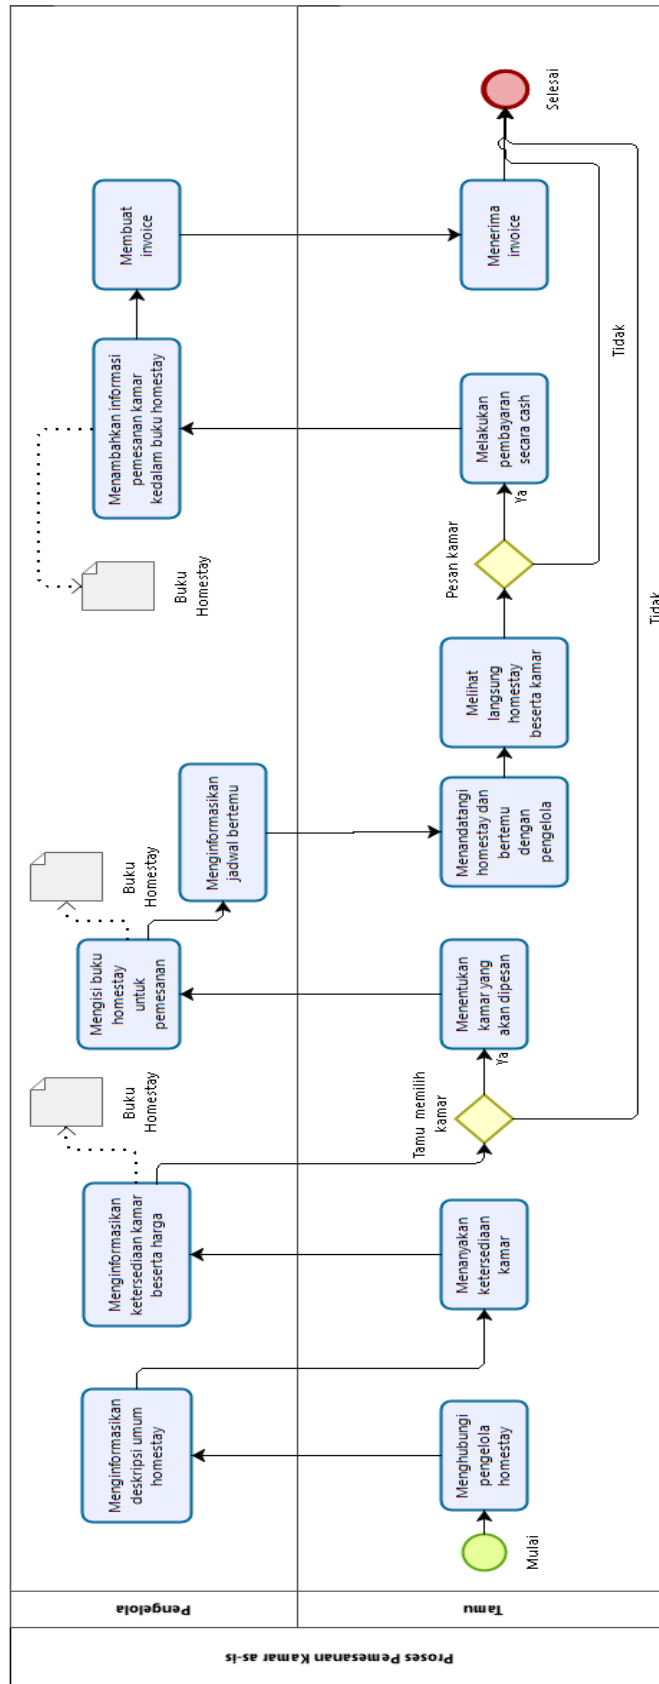 Proses Pemesanan Kamar as-is
Pengelola
Tamu
Mulai
Menghubungi
pengelola
homestay
Menginformasikan
deskripsi umum
homestay
Menanyakan
ketersediaan
kamar
Menginformasikan
ketersediaan kamar
beserta harga
Buku
Homestay
Tamu memilih
kamar
Ya
Tidak
Menentukan
kamar yang
akan dipesan
Mengisi buku
homestay
untuk
pemesanan
Buku
Homestay
Menginformasikan
jadwal bertemu
Menandatangi
homestay dan
bertemu
dengan
pengelola
Melihat
langsung
homestay
beserta kamar
Pesan kamar
Ya
Tidak
Melakukan
pembayaran
secara cash
Menambahkan informasi
pemesanan kamar
kedalam buku homestay
Buku
Homestay
Membuat
invoice
Menerima
invoice
Selesai